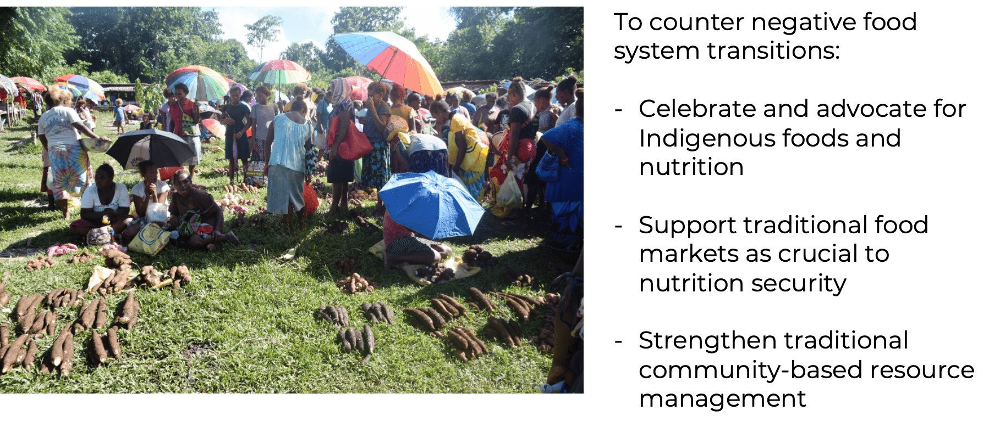 To counter negative food
system transitions:
- Celebrate and advocate for
Indigenous foods and
nutrition
- Support traditional food
markets as crucial to
nutrition security
- Strengthen traditional
community-based resource
management